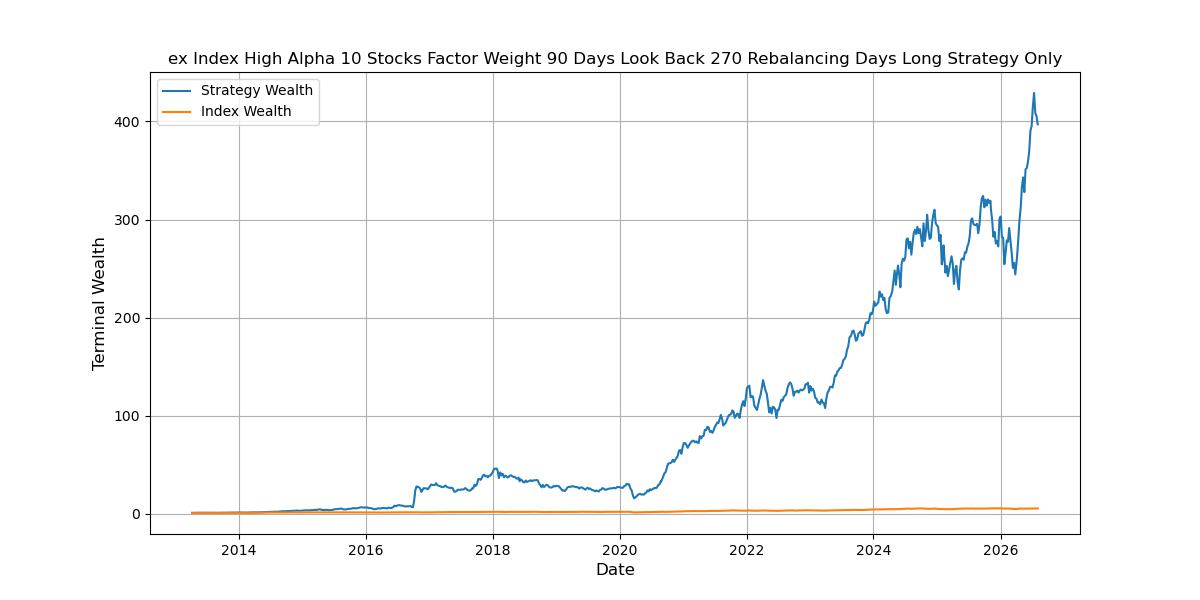 ex Index High Alpha 10 Stocks Factor Weight 90 Days Look Back 270 Rebalancing Days Long Strategy Only
Strategy Wealth
Index Wealth
Terminal Wealth
400
300
200
100
0
2014 2016 2018 2020 2022 2024 2026
Date